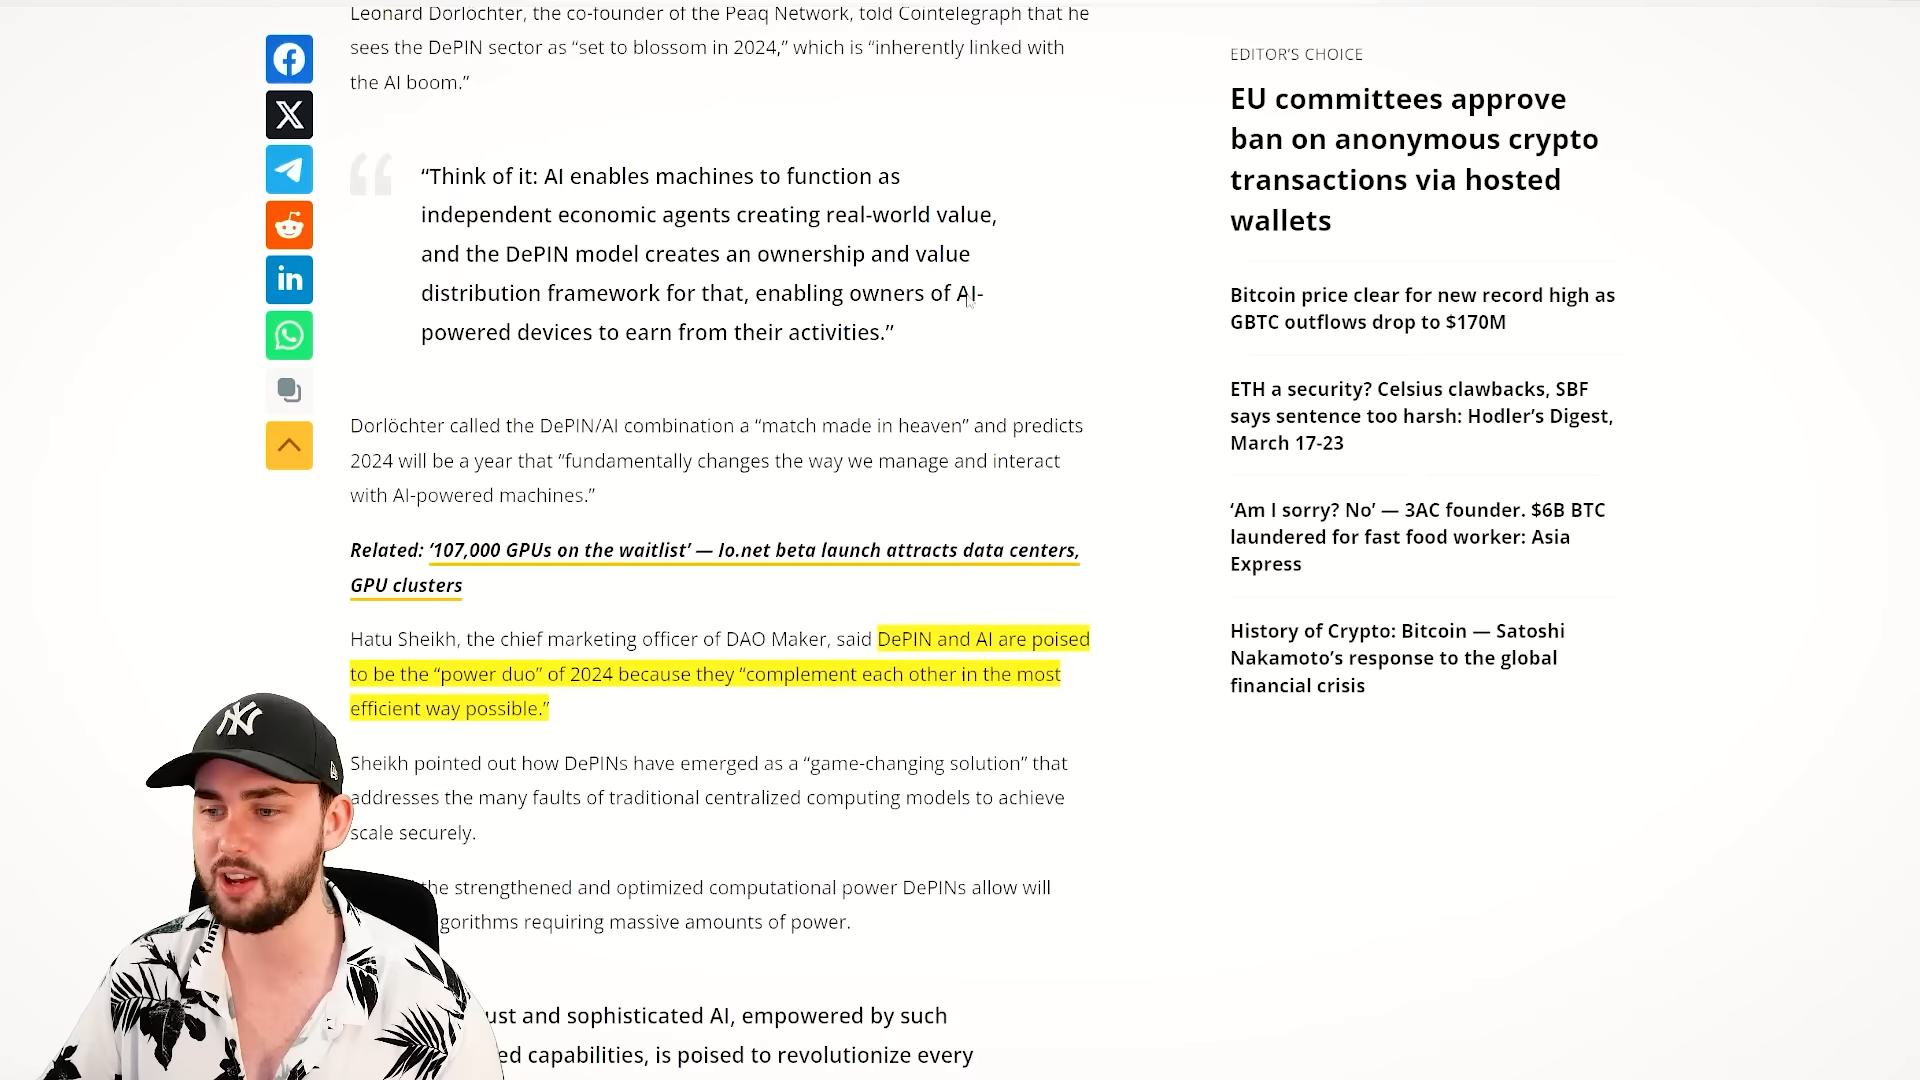 Leonard Dorlöchter, the co-founder of the Peaq Network, told Cointelegraph that he
sees the DePIN sector as “set to blossom in 2024,” which is “inherently linked with
the AI boom.”
“Think of it: AI enables machines to function as
independent economic agents creating real-world value,
and the DePIN model creates an ownership and value
distribution framework for that, enabling owners of AI-
powered devices to earn from their activities.”
Dorlöchter called the DePIN/AI combination a “match made in heaven” and predicts
2024 will be a year that “fundamentally changes the way we manage and interact
with AI-powered machines.”
Related: ‘107,000 GPUs on the waitlist’ — Io.net beta launch attracts data centers,
GPU clusters
Hatu Sheikh, the chief marketing officer of DAO Maker, said DePIN and AI are poised
to be the “power duo” of 2024 because they “complement each other in the most
efficient way possible.”
Sheikh pointed out how DePINs have emerged as a “game-changing solution” that
addresses the many faults of traditional centralized computing models to achieve
scale securely.
the strengthened and optimized computational power DePINs allow will
gorithms requiring massive amounts of power.
ust and sophisticated AI, empowered by such
ed capabilities, is poised to revolutionize every
EDITOR’S CHOICE
EU committees approve
ban on anonymous crypto
transactions via hosted
wallets
Bitcoin price clear for new record high as
GBTC outflows drop to $170M
ETH a security? Celsius clawbacks, SBF
says sentence too harsh: Hodler’s Digest,
March 17-23
‘Am I sorry? No’ — 3AC founder. $6B BTC
laundered for fast food worker: Asia
Express
History of Crypto: Bitcoin — Satoshi
Nakamoto’s response to the global
financial crisis
NY